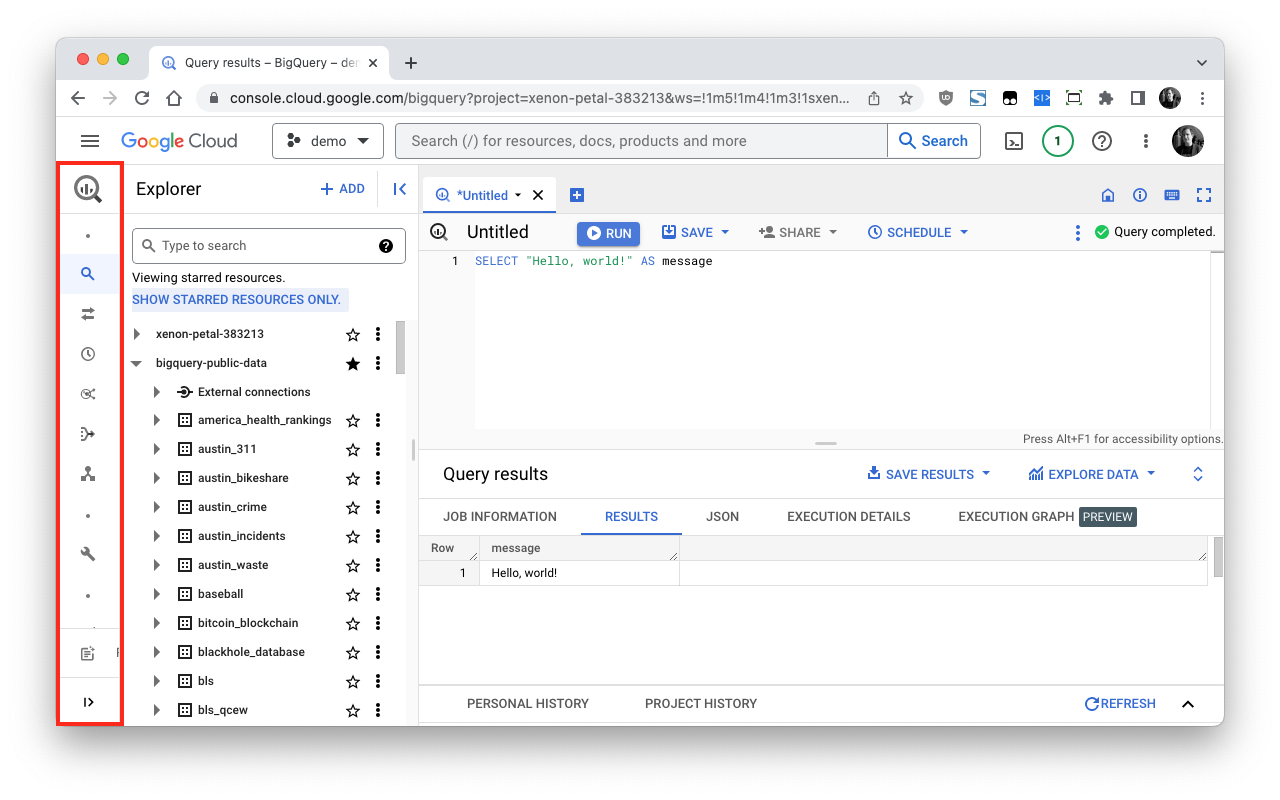 Query results – BigQuery – der
console.cloud.google.com/bigquery?project=xenon-petal-383213&ws=!1m5!1m4!1m3!1sxen...
Google Cloud
demo
Search (/) for resources, docs, products and more
Search
1
Explorer
+ ADD
*Untitled
Untitled
RUN
SAVE
SHARE
SCHEDULE
Query completed.
Type to search
Viewing starred resources.
SHOW STARRED RESOURCES ONLY.
xenon-petal-383213
bigquery-public-data
External connections
america_health_rankings
austin_311
austin_bikeshare
austin_crime
austin_incidents
austin_waste
baseball
bitcoin_blockchain
blackhole_database
bls
bls_qcew
1 SELECT "Hello, world!" AS message
Press Alt+F1 for accessibility options.
Query results
SAVE RESULTS
EXPLORE DATA
JOB INFORMATION RESULTS JSON EXECUTION DETAILS EXECUTION GRAPH PREVIEW
Row message
1 Hello, world!
PERSONAL HISTORY PROJECT HISTORY REFRESH